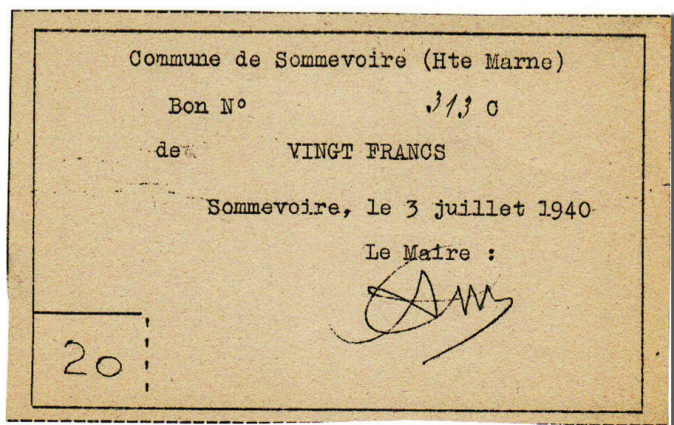 Commune de Sommevoire (Hte Marne)
Bon N° 313 C
de VINGT FRANCS
Sommevoire, le 3 juillet 1940
Le Maire :
20